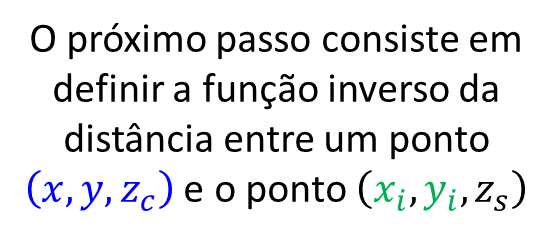 O próximo passo consiste em
definir a função inverso da
distância entre um ponto
(x, y, z_c) e o ponto (x_i, y_i, z_s)